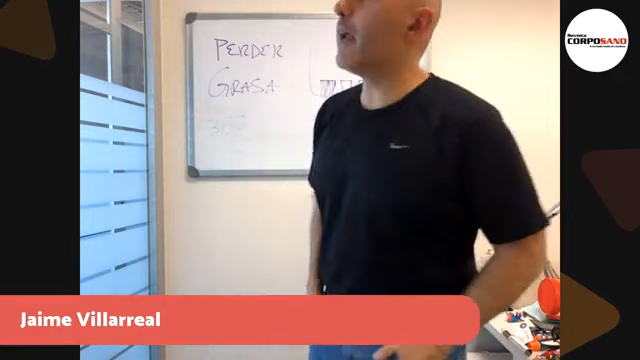 Revista
CORPOSANO
PERDER
GRASA
Jaime Villarreal